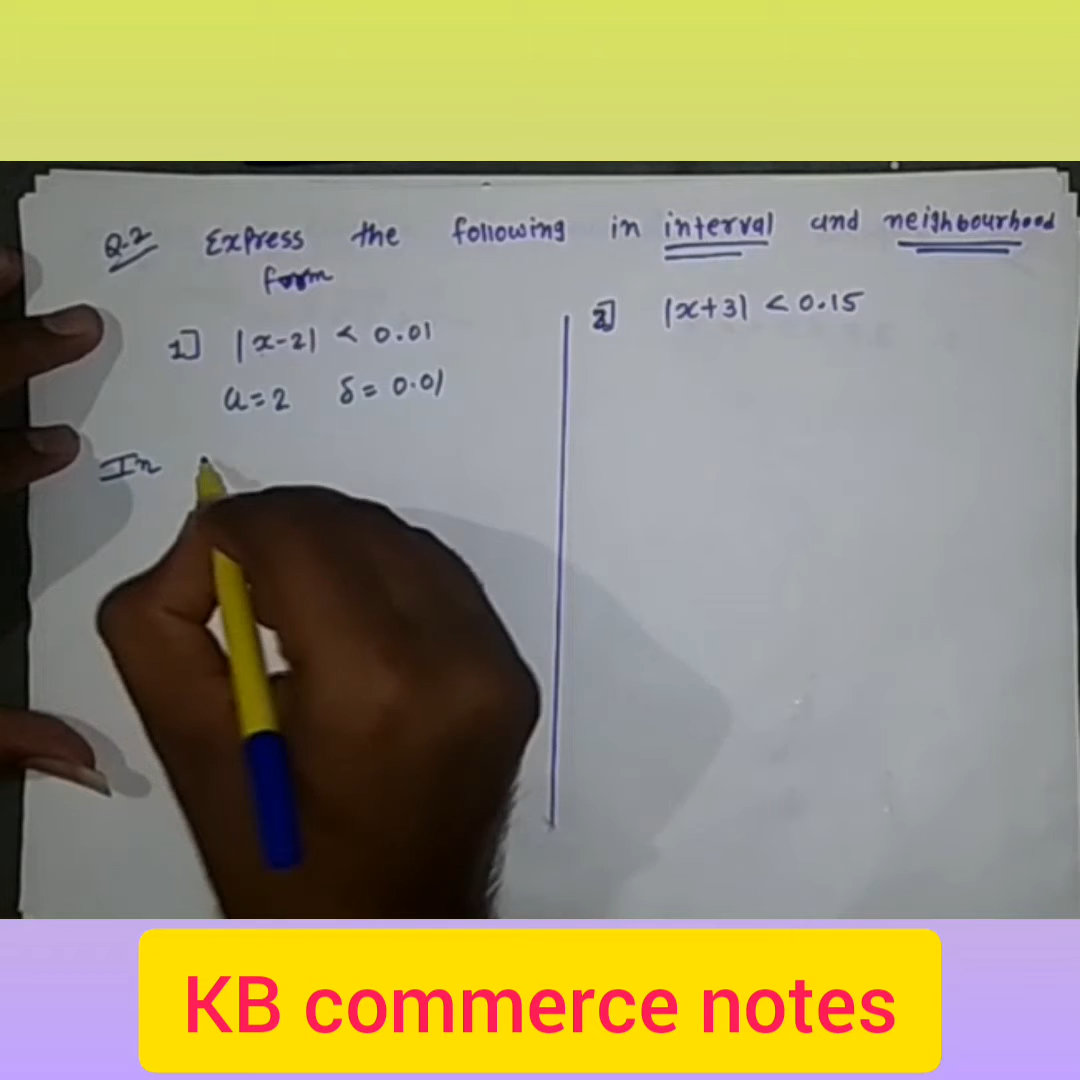 Q-2 Express the following in interval and neighbourhood
form
1] |x-2| < 0.01
a=2 δ= 0.01
In
2] |x+3| < 0.15
KB commerce notes